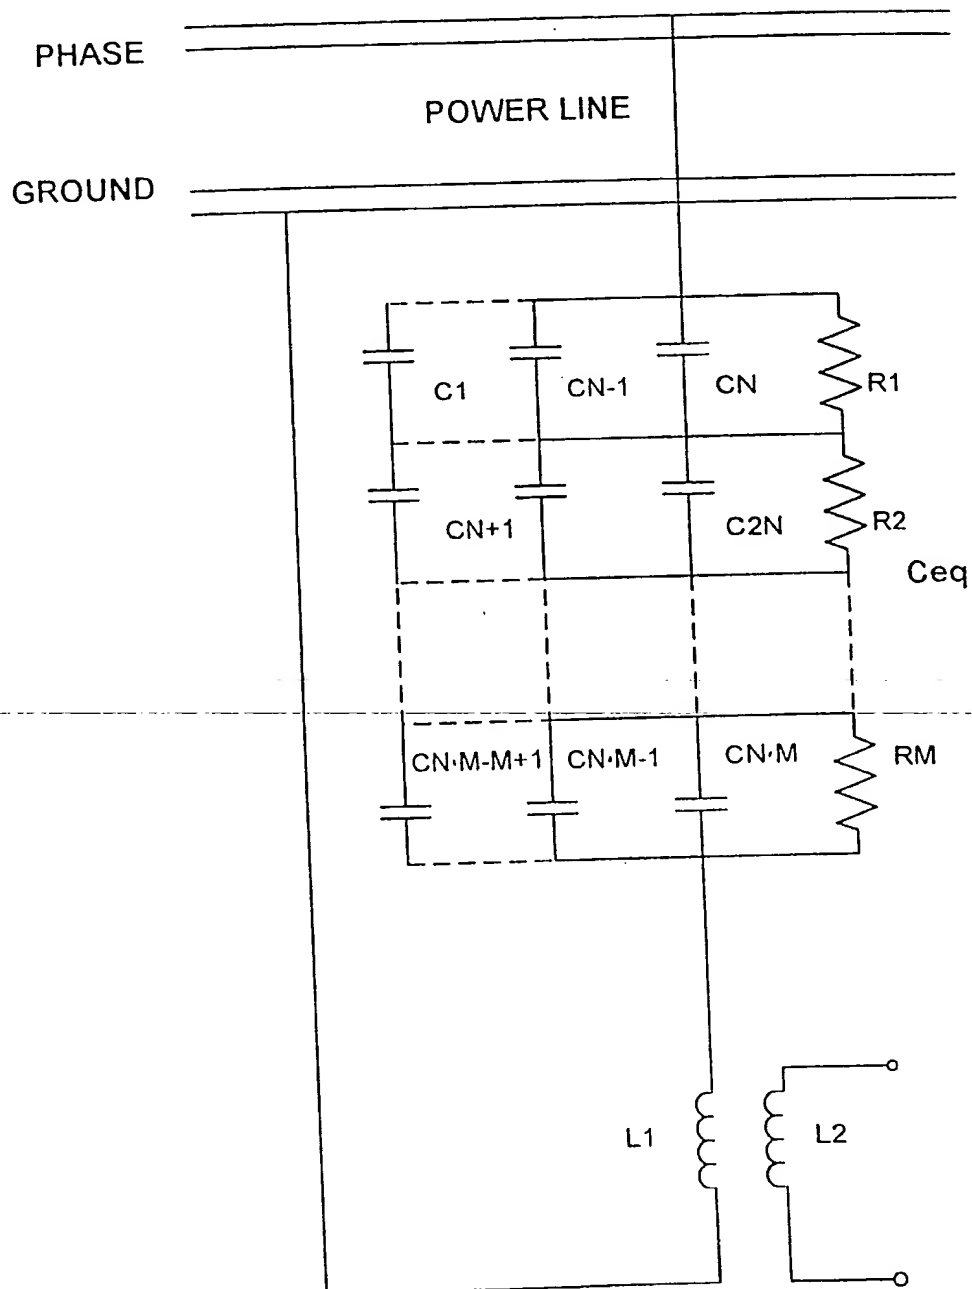 PHASE
POWER LINE
GROUND
C1 CN-1 CN R1
CN+1 C2N R2
Ceq
CN·M-M+1 CN·M-1 CN·M RM
L1 L2